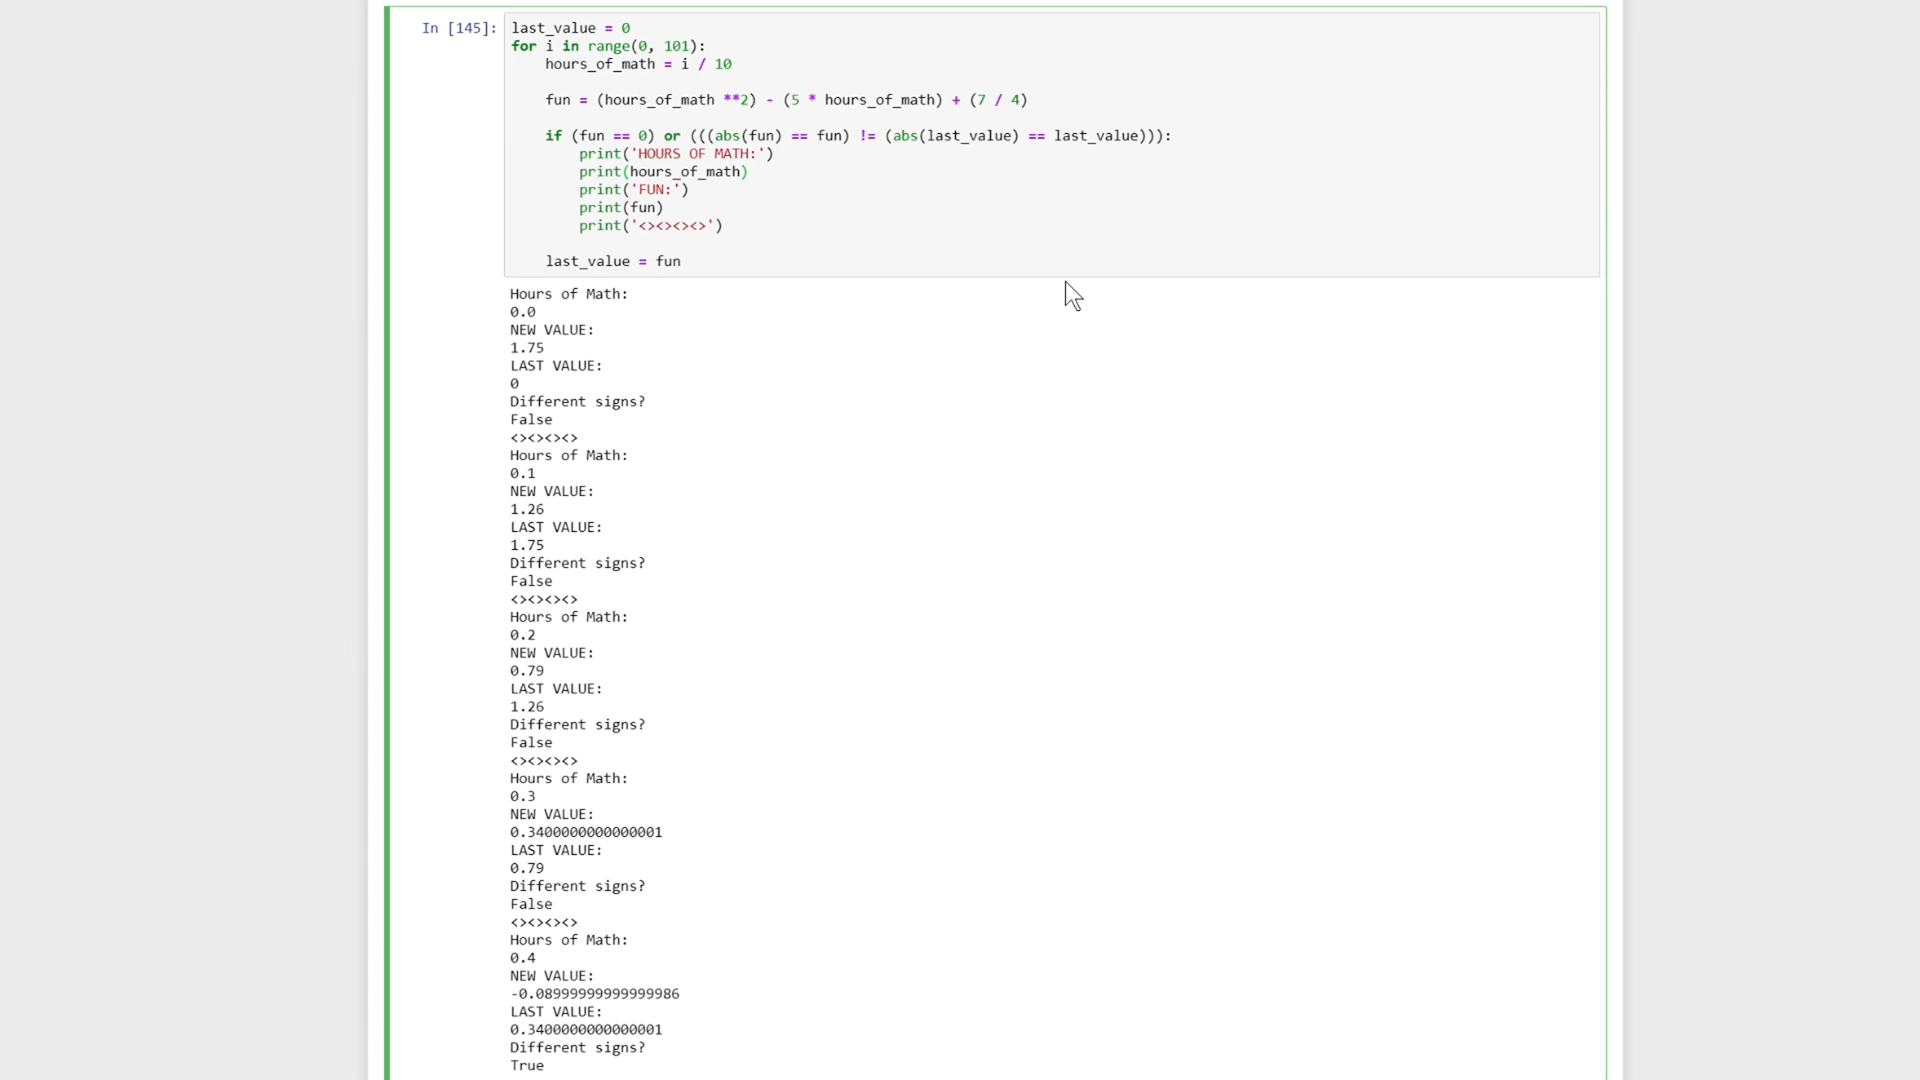 In [145]:
last_value = 0
for i in range(0, 101):
    hours_of_math = i / 10
    fun = (hours_of_math **2) - (5 * hours_of_math) + (7 / 4)
    if (fun == 0) or (((abs(fun) == fun) != (abs(last_value) == last_value))):
        print('HOURS OF MATH:')
        print(hours_of_math)
        print('FUN:')
        print(fun)
        print('<><><><>')
    last_value = fun
Hours of Math:
0.0
NEW VALUE:
1.75
LAST VALUE:
0
Different signs?
False
<><><><>
Hours of Math:
0.1
NEW VALUE:
1.26
LAST VALUE:
1.75
Different signs?
False
<><><><>
Hours of Math:
0.2
NEW VALUE:
0.79
LAST VALUE:
1.26
Different signs?
False
<><><><>
Hours of Math:
0.3
NEW VALUE:
0.3400000000000001
LAST VALUE:
0.79
Different signs?
False
<><><><>
Hours of Math:
0.4
NEW VALUE:
-0.08999999999999986
LAST VALUE:
0.3400000000000001
Different signs?
True